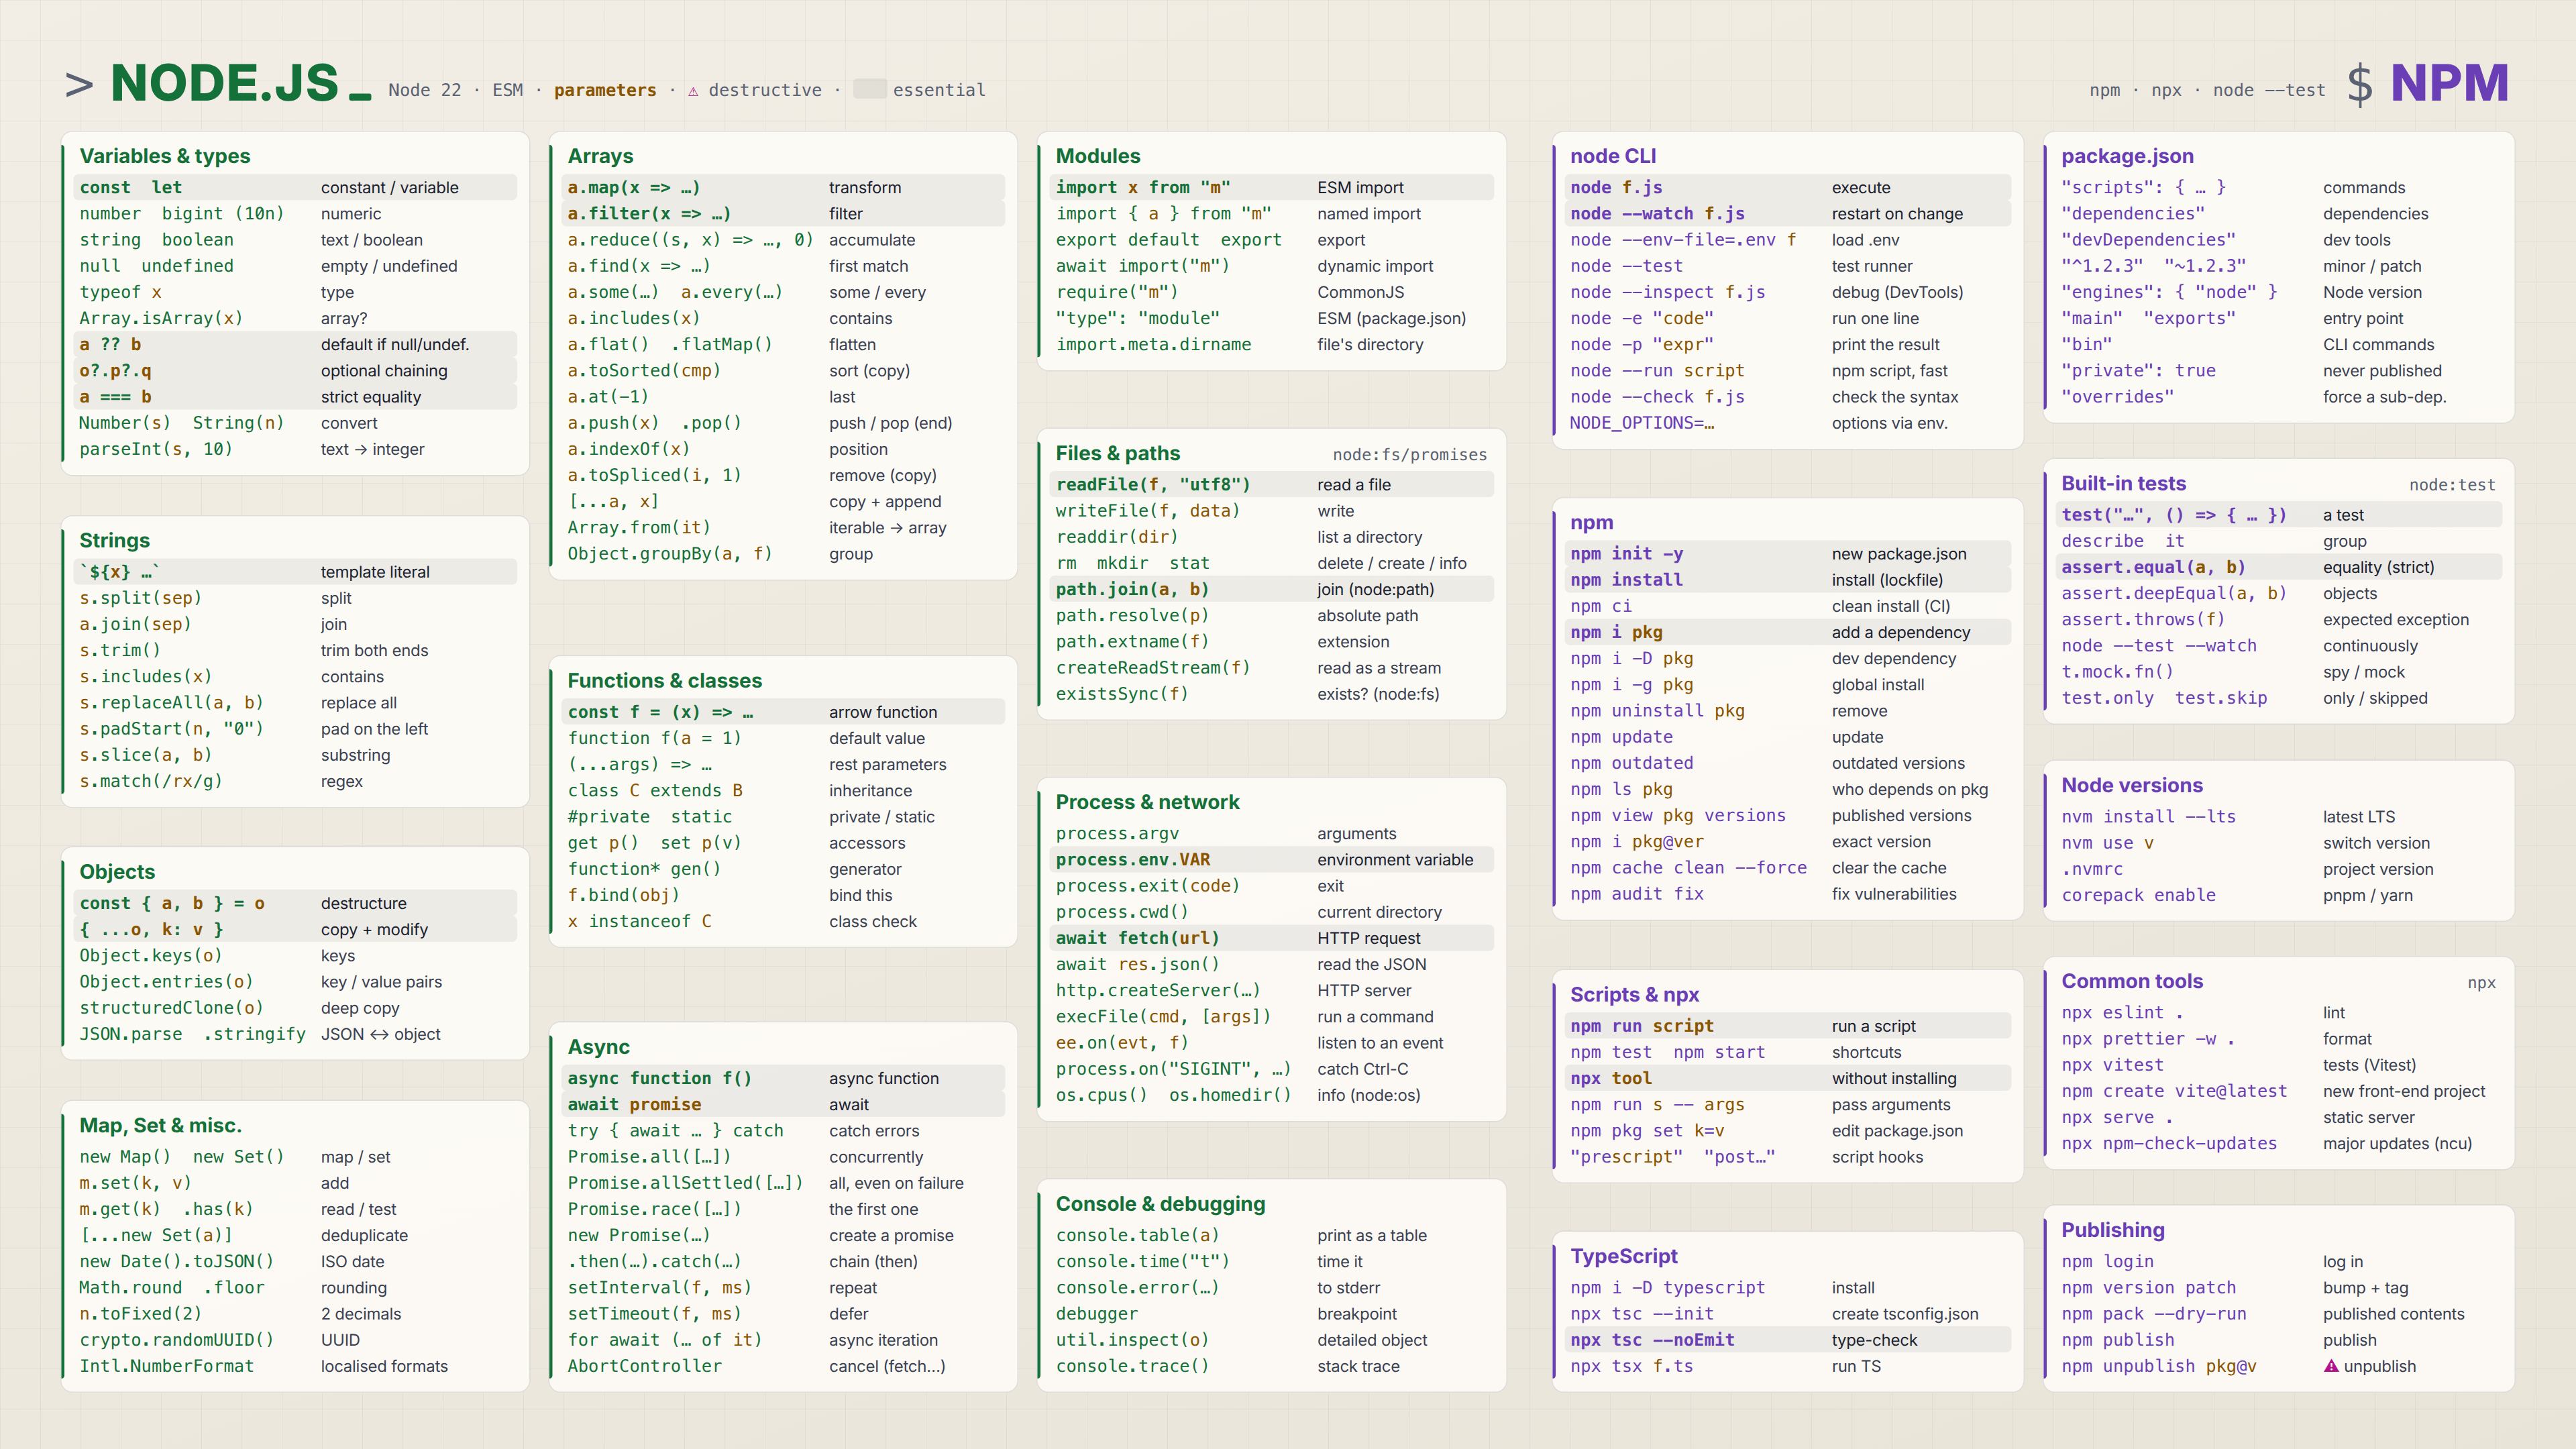 > NODE.JS_ Node 22 · ESM · parameters · ⚠ destructive · essential
npm · npx · node --test $ NPM
Variables & types
const let constant / variable
number bigint (10n) numeric
string boolean text / boolean
null undefined empty / undefined
typeof x type
Array.isArray(x) array?
a ?? b default if null/undef.
o?.p?.q optional chaining
a === b strict equality
Number(s) String(n) convert
parseInt(s, 10) text → integer
Strings
`${x} …` template literal
s.split(sep) split
a.join(sep) join
s.trim() trim both ends
s.includes(x) contains
s.replaceAll(a, b) replace all
s.padStart(n, "0") pad on the left
s.slice(a, b) substring
s.match(/rx/g) regex
Objects
const { a, b } = o destructure
{ ...o, k: v } copy + modify
Object.keys(o) keys
Object.entries(o) key / value pairs
structuredClone(o) deep copy
JSON.parse .stringify JSON ↔ object
Map, Set & misc.
new Map() new Set() map / set
m.set(k, v) add
m.get(k) .has(k) read / test
[...new Set(a)] deduplicate
new Date().toJSON() ISO date
Math.round .floor rounding
n.toFixed(2) 2 decimals
crypto.randomUUID() UUID
Intl.NumberFormat localised formats
Arrays
a.map(x => …) transform
a.filter(x => …) filter
a.reduce((s, x) => …, 0) accumulate
a.find(x => …) first match
a.some(…) a.every(…) some / every
a.includes(x) contains
a.flat() .flatMap() flatten
a.toSorted(cmp) sort (copy)
a.at(-1) last
a.push(x) .pop() push / pop (end)
a.indexOf(x) position
a.toSpliced(i, 1) remove (copy)
[...a, x] copy + append
Array.from(it) iterable → array
Object.groupBy(a, f) group
Functions & classes
const f = (x) => … arrow function
function f(a = 1) default value
(...args) => … rest parameters
class C extends B inheritance
#private static private / static
get p() set p(v) accessors
function* gen() generator
f.bind(obj) bind this
x instanceof C class check
Async
async function f() async function
await promise await
try { await … } catch catch errors
Promise.all([…]) concurrently
Promise.allSettled([…]) all, even on failure
Promise.race([…]) the first one
new Promise(…) create a promise
.then(…).catch(…) chain (then)
setInterval(f, ms) repeat
setTimeout(f, ms) defer
for await (… of it) async iteration
AbortController cancel (fetch…)
Modules
import x from "m" ESM import
import { a } from "m" named import
export default export export
await import("m") dynamic import
require("m") CommonJS
"type": "module" ESM (package.json)
import.meta.dirname file's directory
Files & paths node:fs/promises
readFile(f, "utf8") read a file
writeFile(f, data) write
readdir(dir) list a directory
rm mkdir stat delete / create / info
path.join(a, b) join (node:path)
path.resolve(p) absolute path
path.extname(f) extension
createReadStream(f) read as a stream
existsSync(f) exists? (node:fs)
Process & network
process.argv arguments
process.env.VAR environment variable
process.exit(code) exit
process.cwd() current directory
await fetch(url) HTTP request
await res.json() read the JSON
http.createServer(…) HTTP server
execFile(cmd, [args]) run a command
ee.on(evt, f) listen to an event
process.on("SIGINT", …) catch Ctrl-C
os.cpus() os.homedir() info (node:os)
Console & debugging
console.table(a) print as a table
console.time("t") time it
console.error(…) to stderr
debugger breakpoint
util.inspect(o) detailed object
console.trace() stack trace
node CLI
node f.js execute
node --watch f.js restart on change
node --env-file=.env f load .env
node --test test runner
node --inspect f.js debug (DevTools)
node -e "code" run one line
node -p "expr" print the result
node --run script npm script, fast
node --check f.js check the syntax
NODE_OPTIONS=… options via env.
npm
npm init -y new package.json
npm install install (lockfile)
npm ci clean install (CI)
npm i pkg add a dependency
npm i -D pkg dev dependency
npm i -g pkg global install
npm uninstall pkg remove
npm update update
npm outdated outdated versions
npm ls pkg who depends on pkg
npm view pkg versions published versions
npm i pkg@ver exact version
npm cache clean --force clear the cache
npm audit fix fix vulnerabilities
Scripts & npx
npm run script run a script
npm test npm start shortcuts
npx tool without installing
npm run s -- args pass arguments
npm pkg set k=v edit package.json
"prescript" "post…" script hooks
TypeScript
npm i -D typescript install
npx tsc --init create tsconfig.json
npx tsc --noEmit type-check
npx tsx f.ts run TS
package.json
"scripts": { … } commands
"dependencies" dependencies
"devDependencies" dev tools
"^1.2.3" "~1.2.3" minor / patch
"engines": { "node" } Node version
"main" "exports" entry point
"bin" CLI commands
"private": true never published
"overrides" force a sub-dep.
Built-in tests node:test
test("…", () => { … }) a test
describe it group
assert.equal(a, b) equality (strict)
assert.deepEqual(a, b) objects
assert.throws(f) expected exception
node --test --watch continuously
t.mock.fn() spy / mock
test.only test.skip only / skipped
Node versions
nvm install --lts latest LTS
nvm use v switch version
.nvmrc project version
corepack enable pnpm / yarn
Common tools npx
npx eslint . lint
npx prettier -w . format
npx vitest tests (Vitest)
npm create vite@latest new front-end project
npx serve . static server
npx npm-check-updates major updates (ncu)
Publishing
npm login log in
npm version patch bump + tag
npm pack --dry-run published contents
npm publish publish
npm unpublish pkg@v ⚠ unpublish